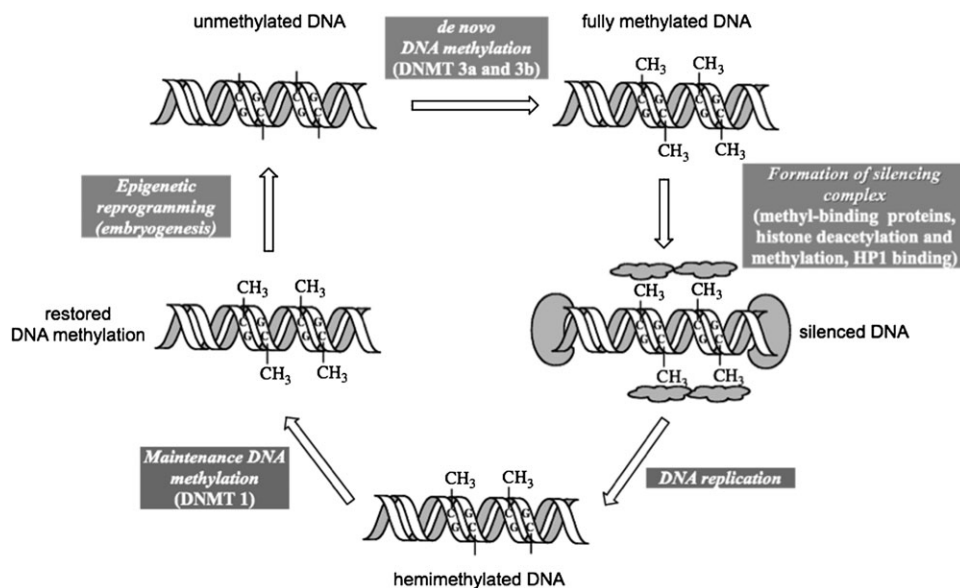 unmethylated DNA
de novo
DNA methylation
(DNMT 3a and 3b)
fully methylated DNA
C G
G C
C G
G C
CH3 CH3
C G
G C
C G
G C
CH3 CH3
Epigenetic
reprogramming
(embryogenesis)
Formation of silencing
complex
(methyl-binding proteins,
histone deacetylation and
methylation, HP1 binding)
restored
DNA methylation
CH3 CH3
C G
G C
C G
G C
CH3 CH3
CH3 CH3
C G
G C
C G
G C
CH3 CH3
silenced DNA
Maintenance DNA
methylation
(DNMT 1)
DNA replication
CH3 CH3
C G
G C
C G
G C
hemimethylated DNA